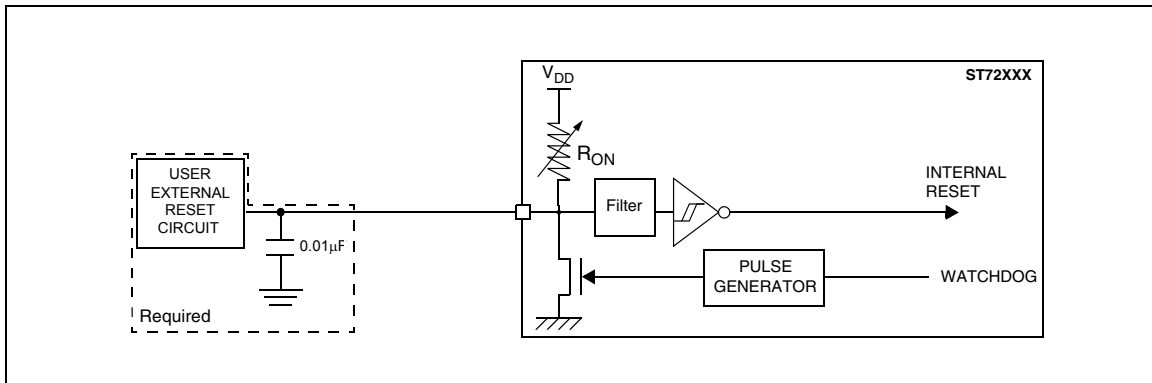 ST72XXX
VDD
RON
USER
EXTERNAL
RESET
CIRCUIT
Filter
INTERNAL
RESET
0.01μF
PULSE
GENERATOR
WATCHDOG
Required